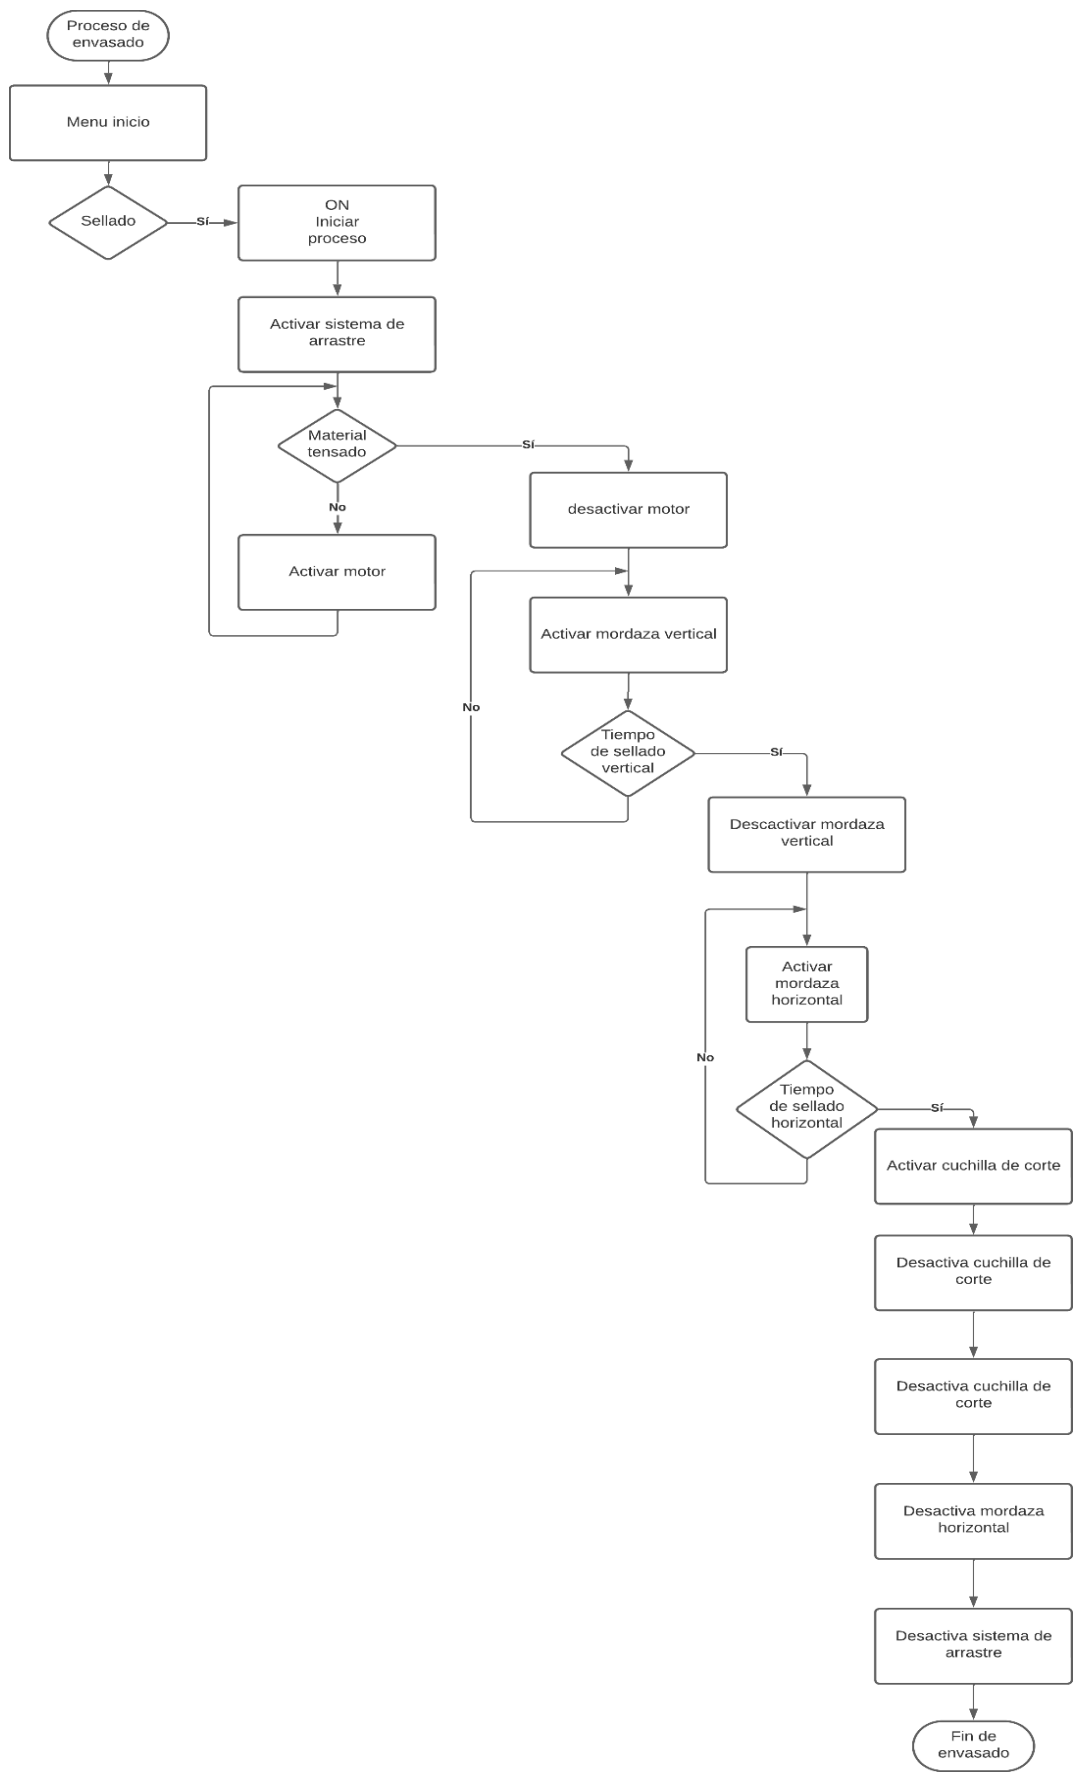 Proceso de
envasado
Menu inicio
Sellado
Sí
ON
Iniciar
proceso
Activar sistema de
arrastre
Material
tensado
Sí
No
desactivar motor
Activar motor
Activar mordaza vertical
No
Tiempo
de sellado
vertical
Sí
Descactivar mordaza
vertical
Activar
mordaza
horizontal
No
Tiempo
de sellado
horizontal
Sí
Activar cuchilla de corte
Desactiva cuchilla de
corte
Desactiva cuchilla de
corte
Desactiva mordaza
horizontal
Desactiva sistema de
arrastre
Fin de
envasado